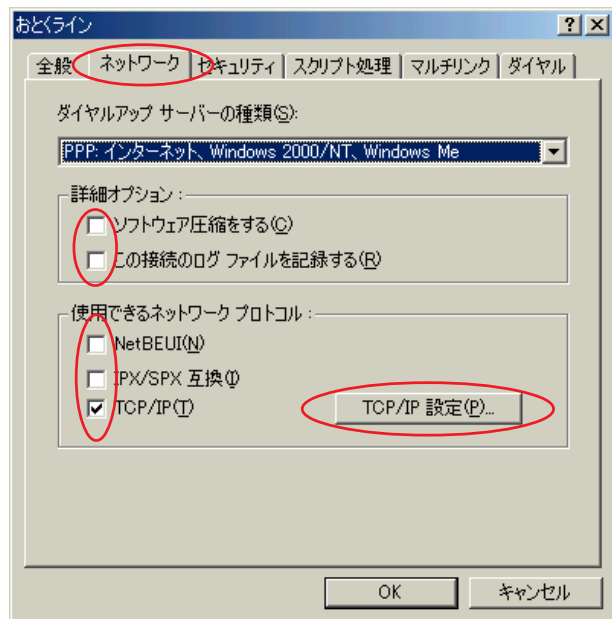 おとくライン
全般 ネットワーク セキュリティ スクリプト処理 マルチリンク ダイヤル
ダイヤルアップ サーバーの種類(S):
PPP: インターネット、Windows 2000/NT、Windows Me
詳細オプション :
ソフトウェア圧縮をする(C)
この接続のログ ファイルを記録する(R)
使用できるネットワーク プロトコル :
NetBEUI(N)
IPX/SPX 互換(I)
TCP/IP(T) TCP/IP 設定(P)...
OK キャンセル